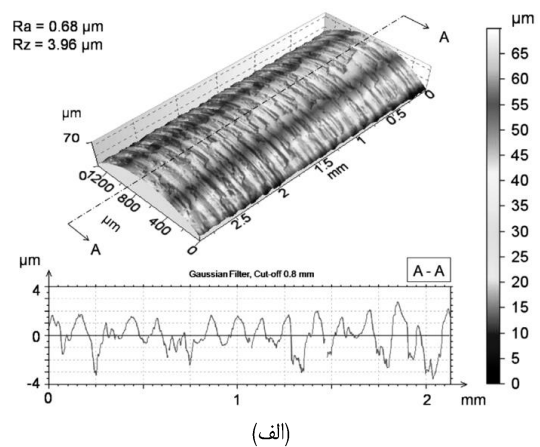 Ra = 0.68 µm
Rz = 3.96 µm
A
µm
70
0
1200
800
400
0
µm
A
2.5
2
1.5
1
0.5
0
mm
µm
65
60
55
50
45
40
35
30
25
20
15
10
5
0
µm
Gaussian Filter, Cut-off 0.8 mm
A - A
4
0
-4
0
1
2
mm
(الف)